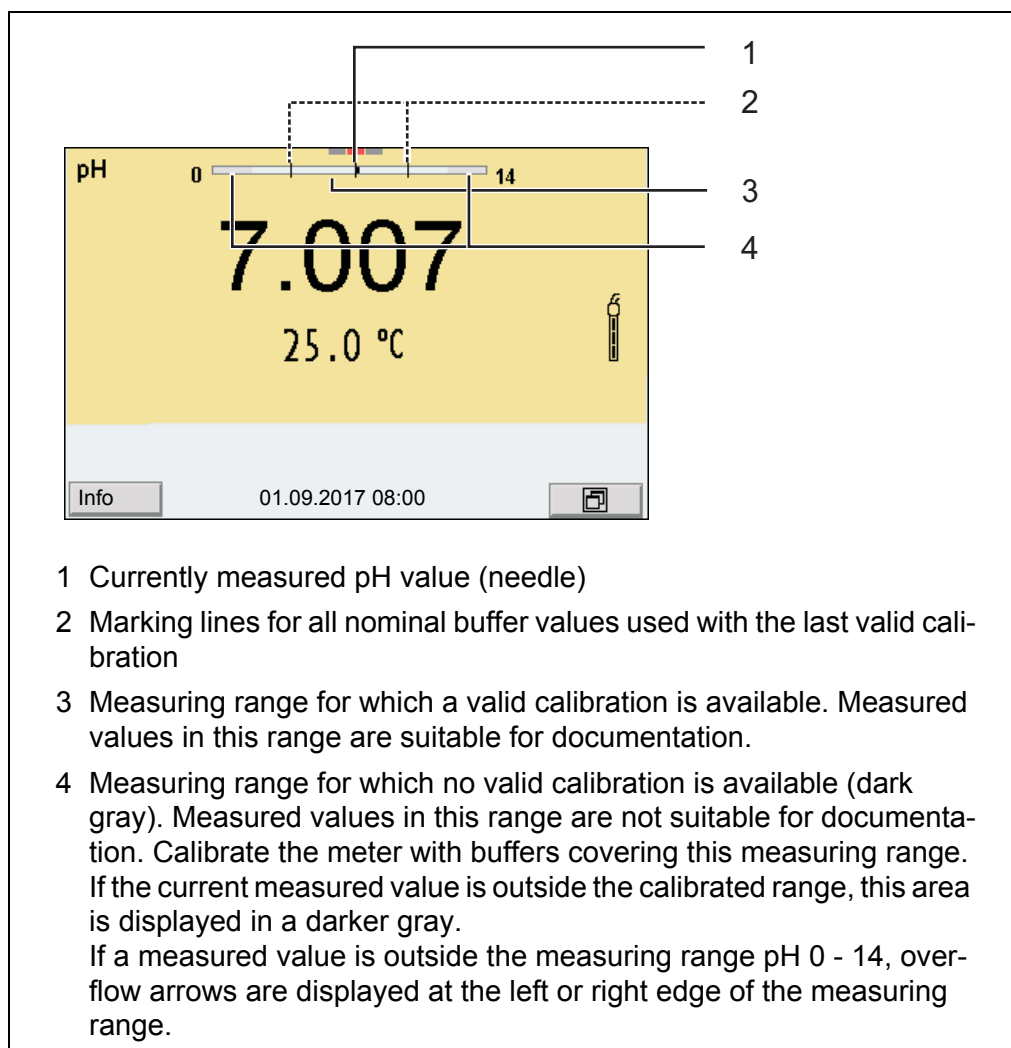 1
2
pH
0
14
3
7.007
4
25.0 °C
Info
01.09.2017 08:00
1 Currently measured pH value (needle)
2 Marking lines for all nominal buffer values used with the last valid cali-
bration
3 Measuring range for which a valid calibration is available. Measured
values in this range are suitable for documentation.
4 Measuring range for which no valid calibration is available (dark
gray). Measured values in this range are not suitable for documenta-
tion. Calibrate the meter with buffers covering this measuring range.
If the current measured value is outside the calibrated range, this area
is displayed in a darker gray.
If a measured value is outside the measuring range pH 0 - 14, over-
flow arrows are displayed at the left or right edge of the measuring
range.